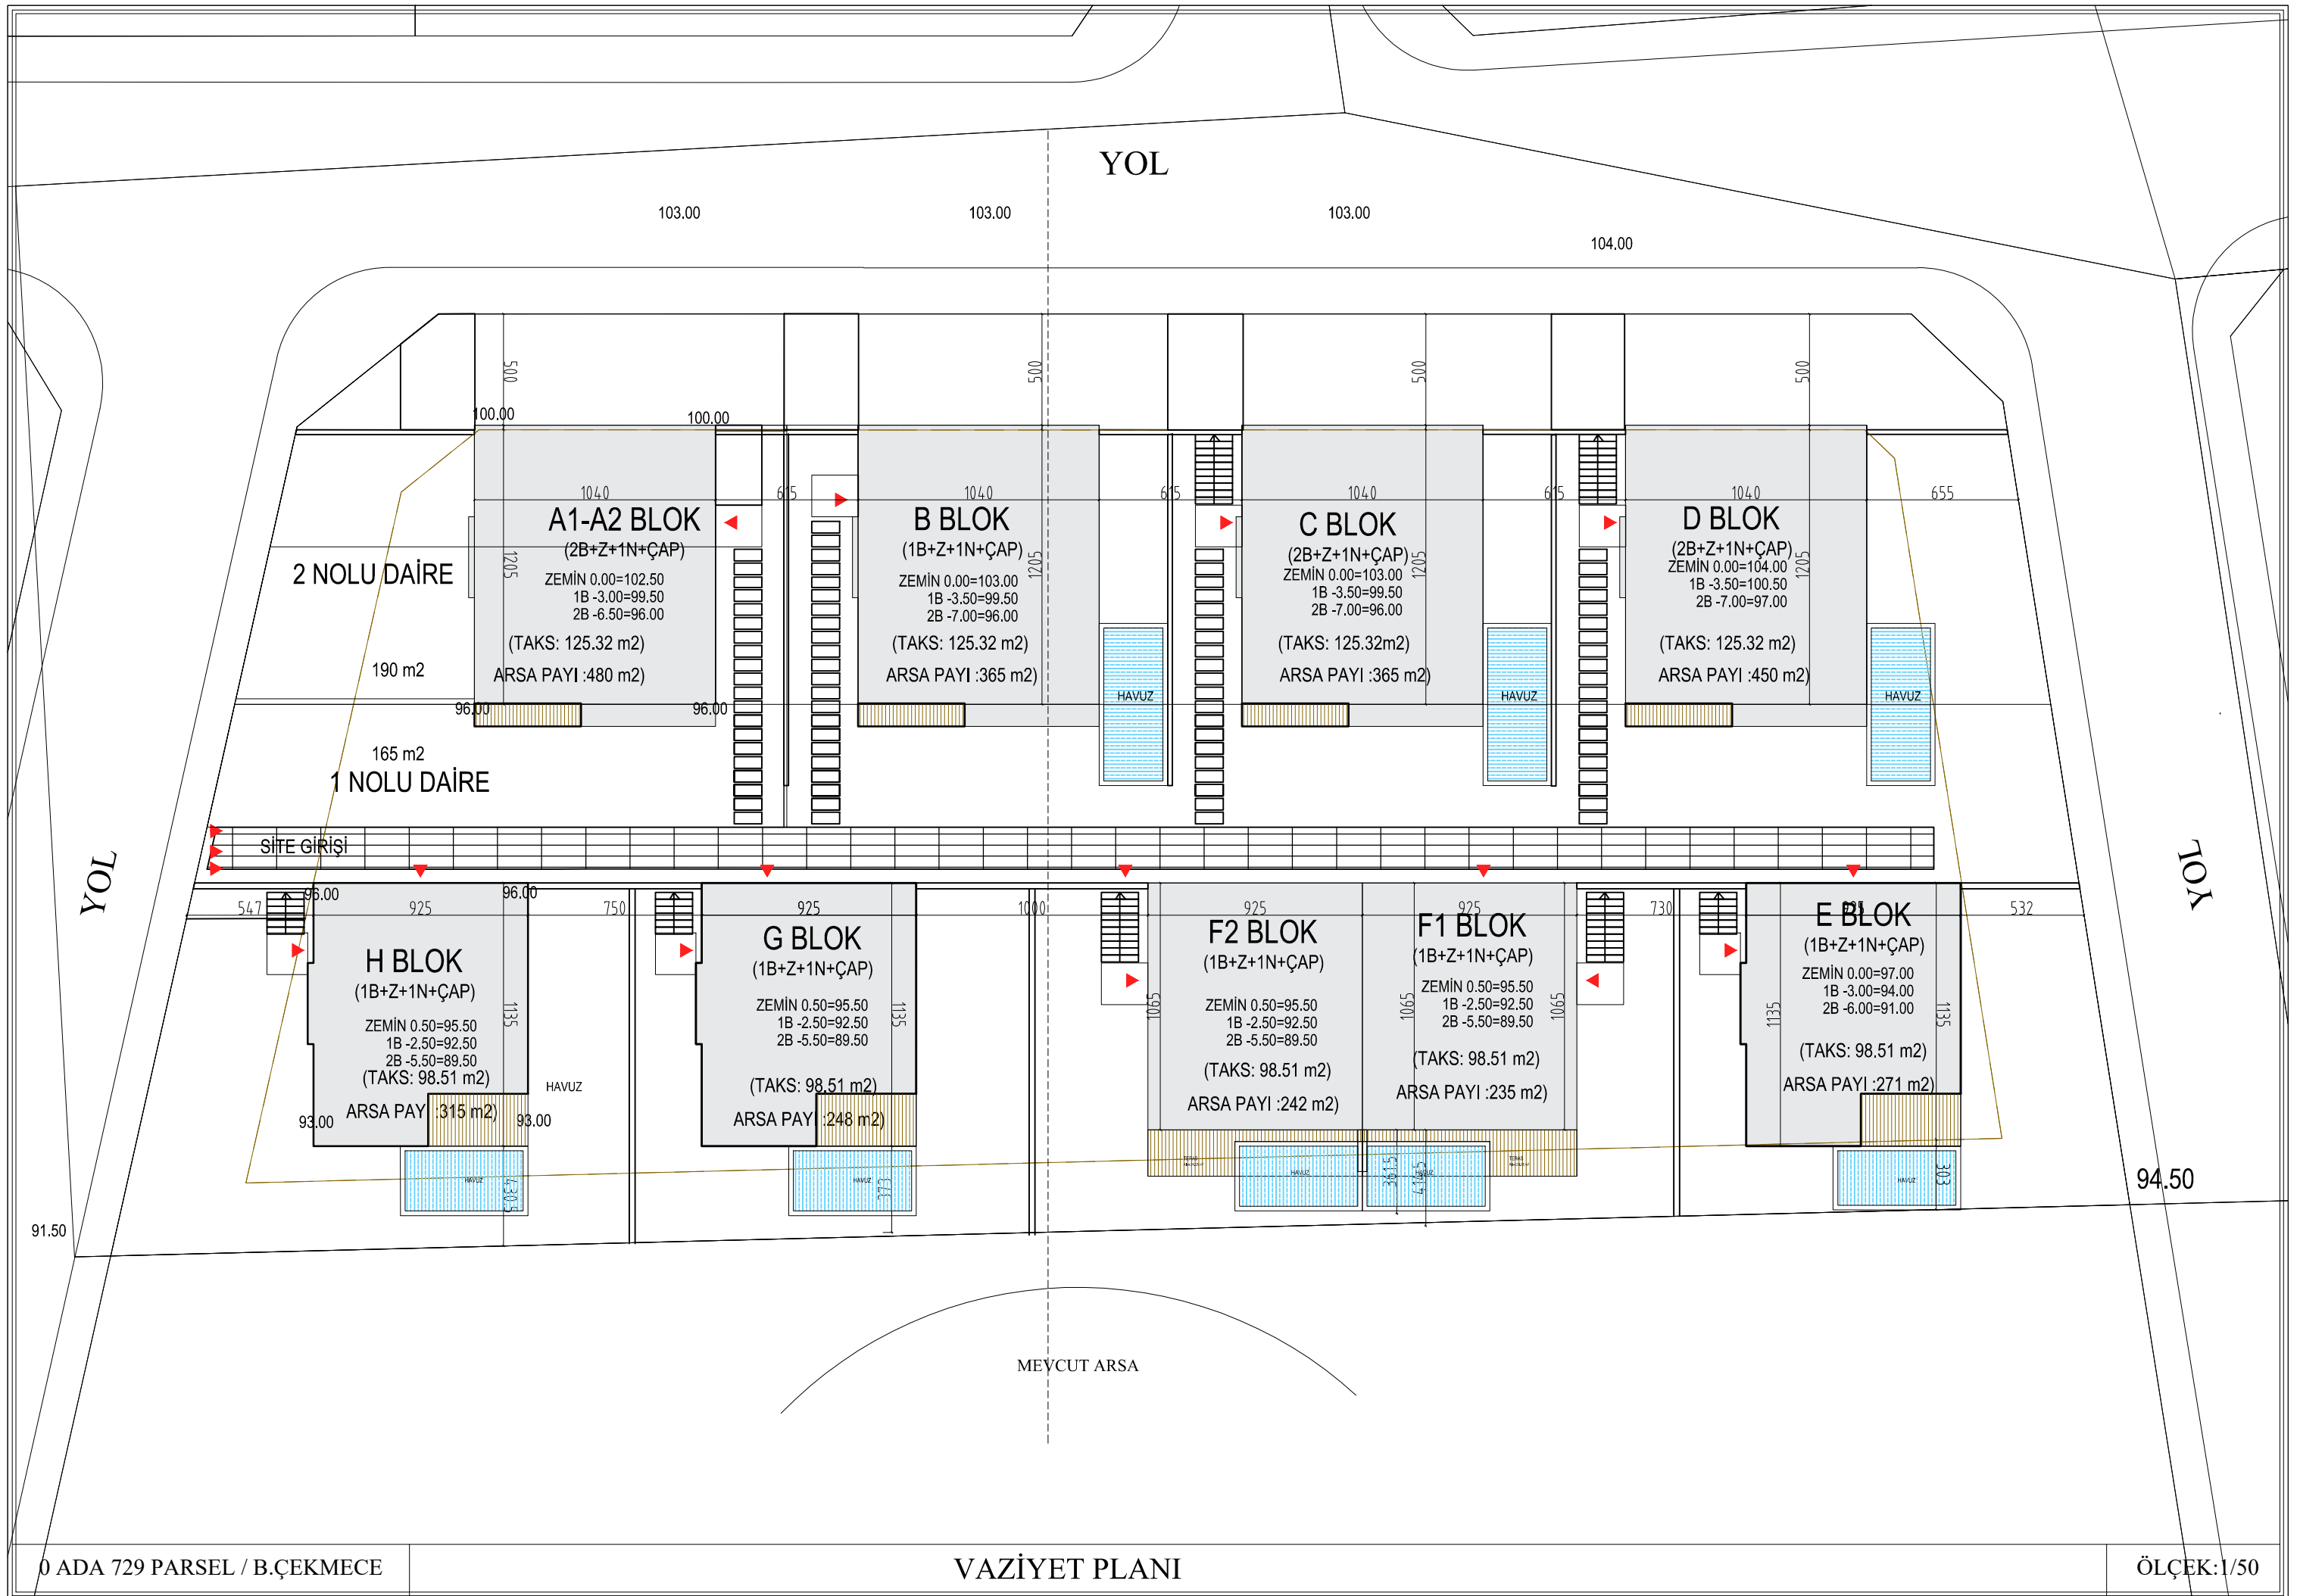 YOL
103.00
103.00
103.00
104.00
500
500
500
500
100.00
100.00
1040
615
1040
615
1040
615
1040
655
A1-A2 BLOK
(2B+Z+1N+ÇAP)
ZEMİN 0.00=102.50
1B -3.00=99.50
2B -6.50=96.00
(TAKS: 125.32 m2)
ARSA PAYI :480 m2)
1205
B BLOK
(1B+Z+1N+ÇAP)
ZEMİN 0.00=103.00
1B -3.50=99.50
2B -7.00=96.00
(TAKS: 125.32 m2)
ARSA PAYI :365 m2)
1205
HAVUZ
C BLOK
(2B+Z+1N+ÇAP)
ZEMİN 0.00=103.00
1B -3.50=99.50
2B -7.00=96.00
(TAKS: 125.32m2)
ARSA PAYI :365 m2)
1205
HAVUZ
D BLOK
(2B+Z+1N+ÇAP)
ZEMİN 0.00=104.00
1B -3.50=100.50
2B -7.00=97.00
(TAKS: 125.32 m2)
ARSA PAYI :450 m2)
1205
HAVUZ
2 NOLU DAİRE
190 m2
96.00
96.00
165 m2
1 NOLU DAİRE
SİTE GİRİŞİ
YOL
YOL
96.00
96.00
547
925
750
925
1000
925
925
730
925
532
H BLOK
(1B+Z+1N+ÇAP)
ZEMİN 0.50=95.50
1B -2.50=92.50
2B -5.50=89.50
(TAKS: 98.51 m2)
ARSA PAYI :315 m2)
1135
93.00
93.00
HAVUZ
HAVUZ
430.5
G BLOK
(1B+Z+1N+ÇAP)
ZEMİN 0.50=95.50
1B -2.50=92.50
2B -5.50=89.50
(TAKS: 98.51 m2)
ARSA PAYI :248 m2)
1135
HAVUZ
373
F2 BLOK
(1B+Z+1N+ÇAP)
ZEMİN 0.50=95.50
1B -2.50=92.50
2B -5.50=89.50
(TAKS: 98.51 m2)
ARSA PAYI :242 m2)
1065
TERAS
HAVUZ
F1 BLOK
(1B+Z+1N+ÇAP)
ZEMİN 0.50=95.50
1B -2.50=92.50
2B -5.50=89.50
(TAKS: 98.51 m2)
ARSA PAYI :235 m2)
1065
1065
361.5
414.5
HAVUZ
TERAS
E BLOK
(1B+Z+1N+ÇAP)
ZEMİN 0.00=97.00
1B -3.00=94.00
2B -6.00=91.00
(TAKS: 98.51 m2)
ARSA PAYI :271 m2)
1135
1135
HAVUZ
303
94.50
91.50
MEVCUT ARSA
0 ADA 729 PARSEL / B.ÇEKMECE
VAZİYET PLANI
ÖLÇEK:1/50